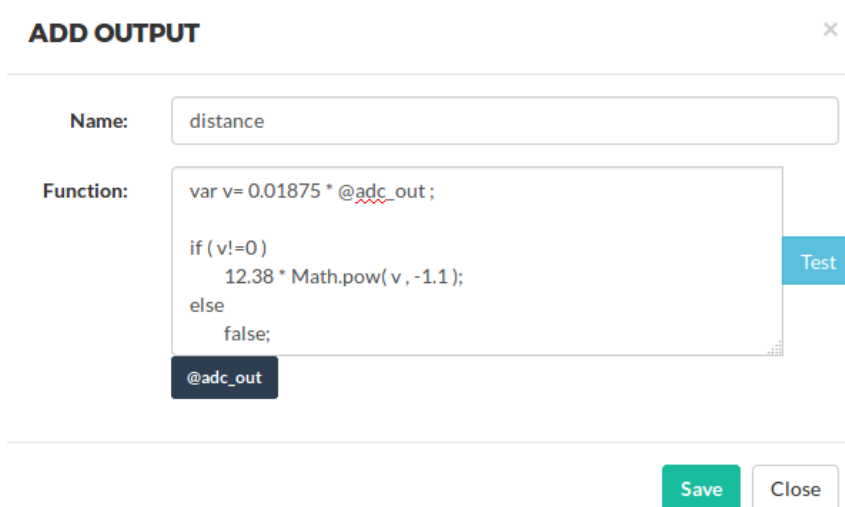 ADD OUTPUT ×
Name: distance
Function: var v= 0.01875 * @adc_out ;
if ( v!=0 )
12.38 * Math.pow( v , -1.1 );
else
false;
Test
@adc_out
Save Close